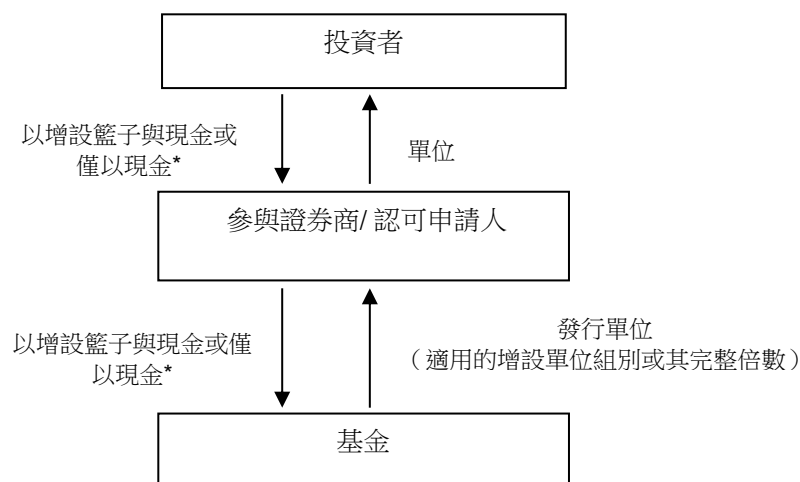 投資者
以增設籃子與現金或
僅以現金*
單位
參與證券商/ 認可申請人
以增設籃子與現金或僅
以現金*
發行單位
（適用的增設單位組別或其完整倍數）
基金